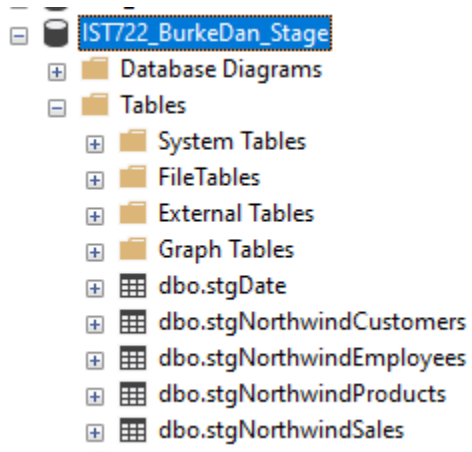 IST722_BurkeDan_Stage
Database Diagrams
Tables
System Tables
FileTables
External Tables
Graph Tables
dbo.stgDate
dbo.stgNorthwindCustomers
dbo.stgNorthwindEmployees
dbo.stgNorthwindProducts
dbo.stgNorthwindSales